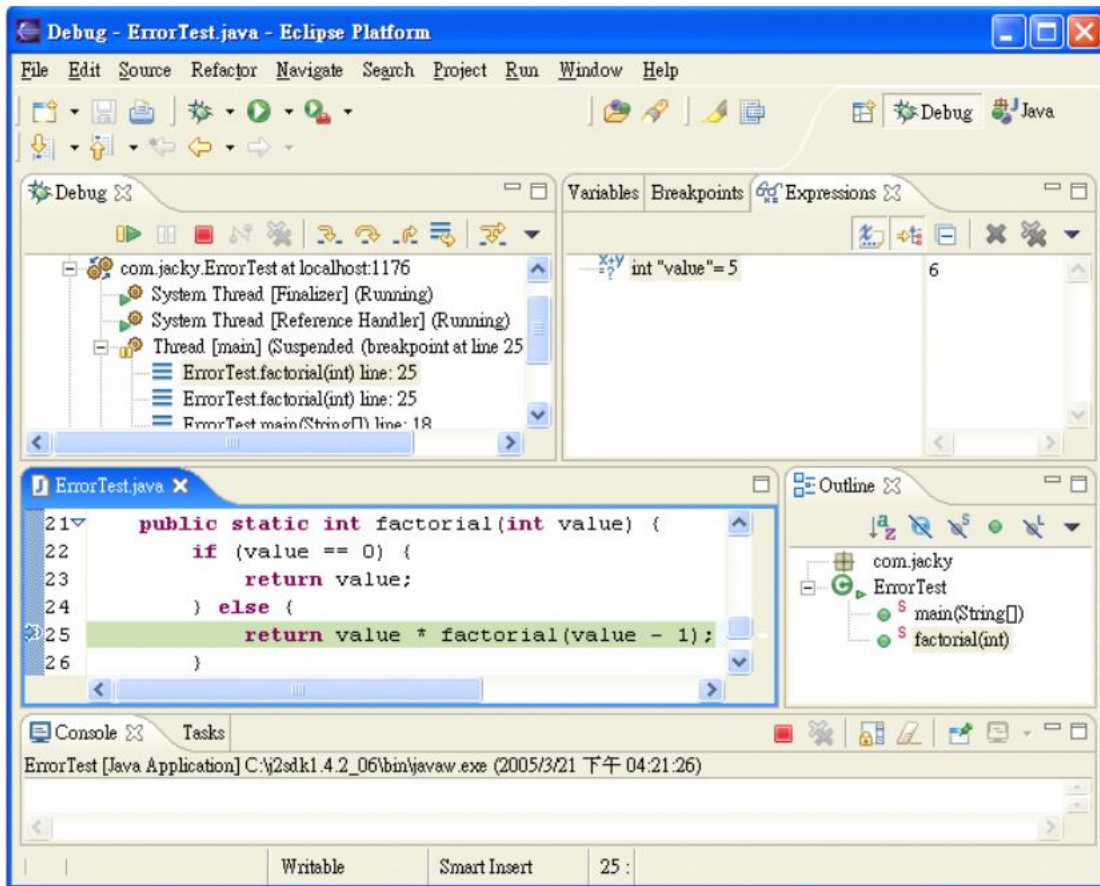 Debug - ErrorTest.java - Eclipse Platform
File Edit Source Refactor Navigate Search Project Run Window Help
Debug Java
Debug
Variables Breakpoints Expressions
com.jacky.ErrorTest at localhost:1176
System Thread [Finalizer] (Running)
System Thread [Reference Handler] (Running)
Thread [main] (Suspended (breakpoint at line 25
ErrorTest.factorial(int) line: 25
ErrorTest.factorial(int) line: 25
ErrorTest.main(String[]) line: 18
x+y =? int "value"= 5 6
ErrorTest.java
21 public static int factorial(int value) {
22 if (value == 0) {
23 return value;
24 } else {
25 return value * factorial(value - 1);
26 }
Outline
com.jacky
ErrorTest
S main(String[])
S factorial(int)
Console Tasks
ErrorTest [Java Application] C:\j2sdk1.4.2_06\bin\javaw.exe (2005/3/21 下午 04:21:26)
Writable Smart Insert 25 :